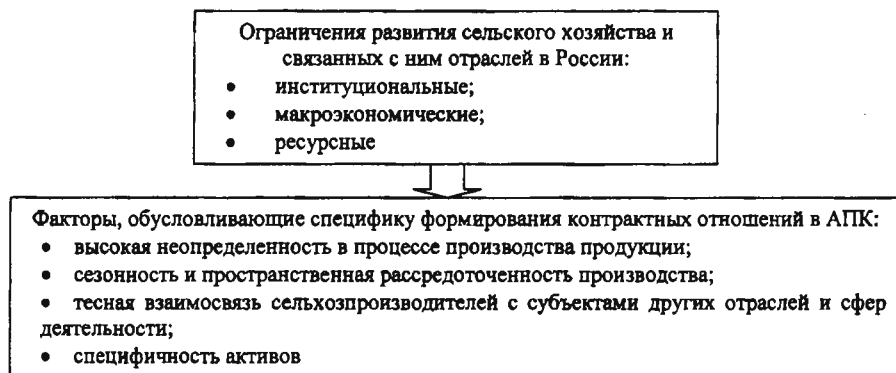 Ограничения развития сельского хозяйства и
связанных с ним отраслей в России:
• институциональные;
• макроэкономические;
• ресурсные
Факторы, обусловливающие специфику формирования контрактных отношений в АПК:
• высокая неопределенность в процессе производства продукции;
• сезонность и пространственная рассредоточенность производства;
• тесная взаимосвязь сельхозпроизводителей с субъектами других отраслей и сфер
деятельности;
• специфичность активов